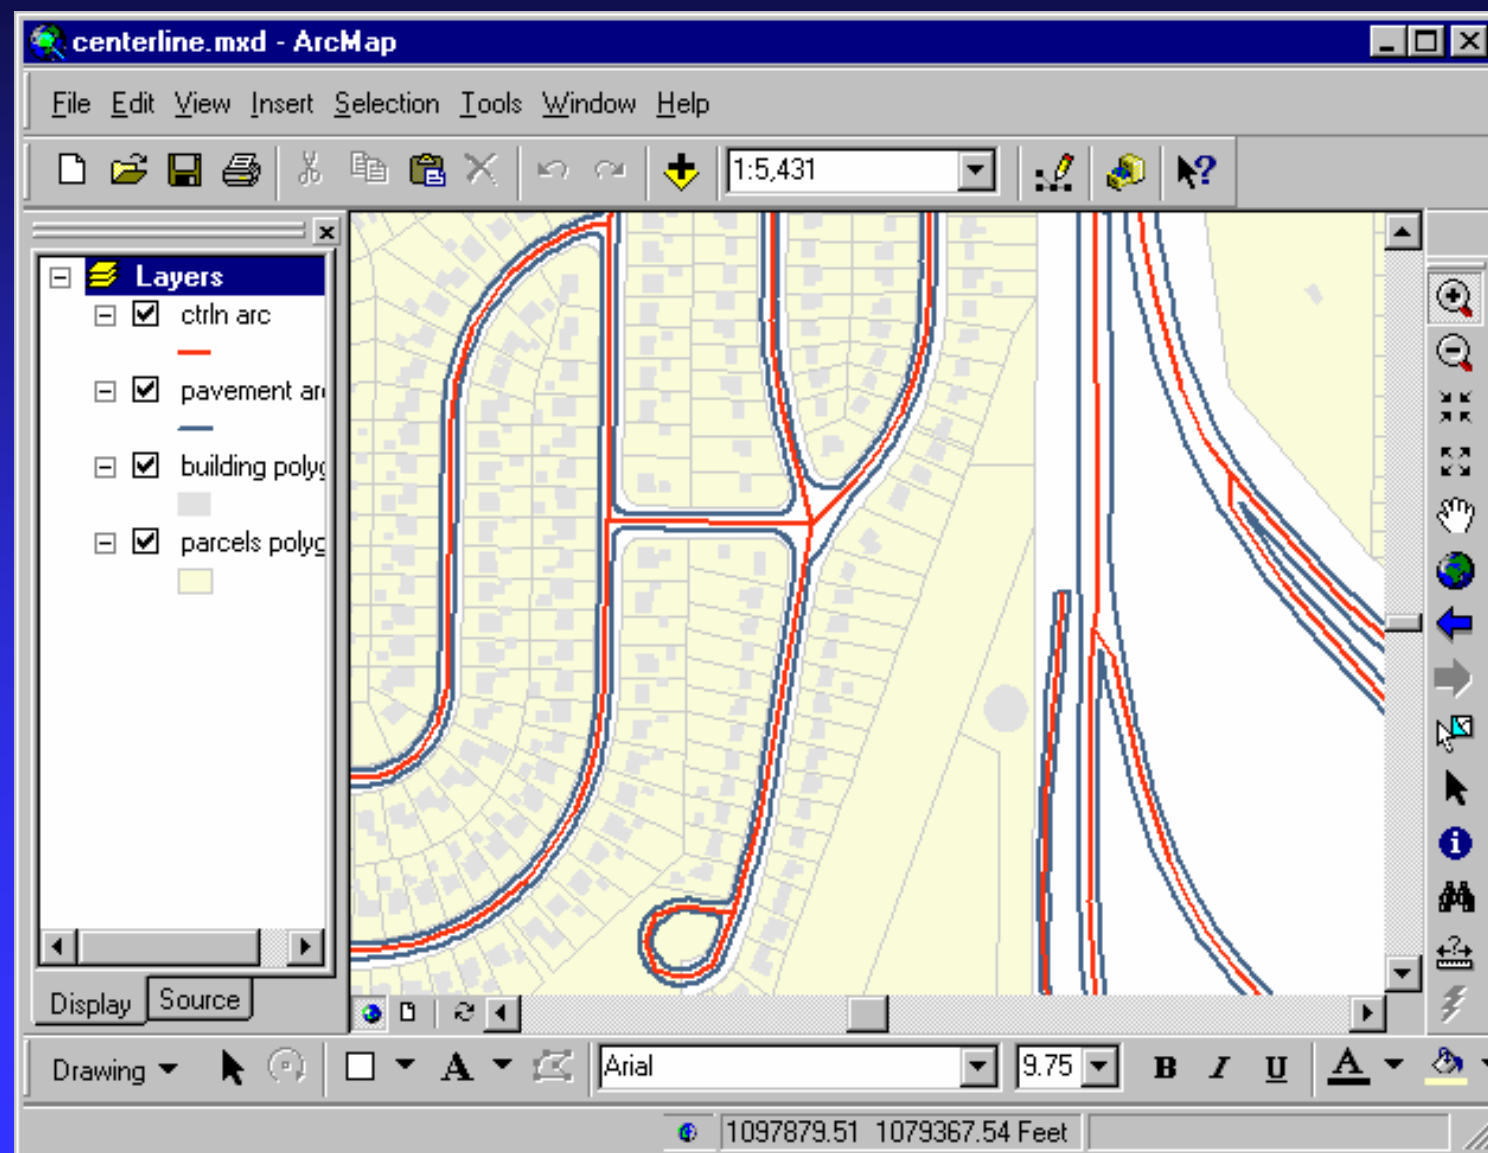 centerline.mxd - ArcMap
File Edit View Insert Selection Tools Window Help
1:5,431
Layers
ctrln arc
pavement arc
building polyg
parcels polyg
Display Source
Drawing A Arial 9.75 B I U A
1097879.51 1079367.54 Feet